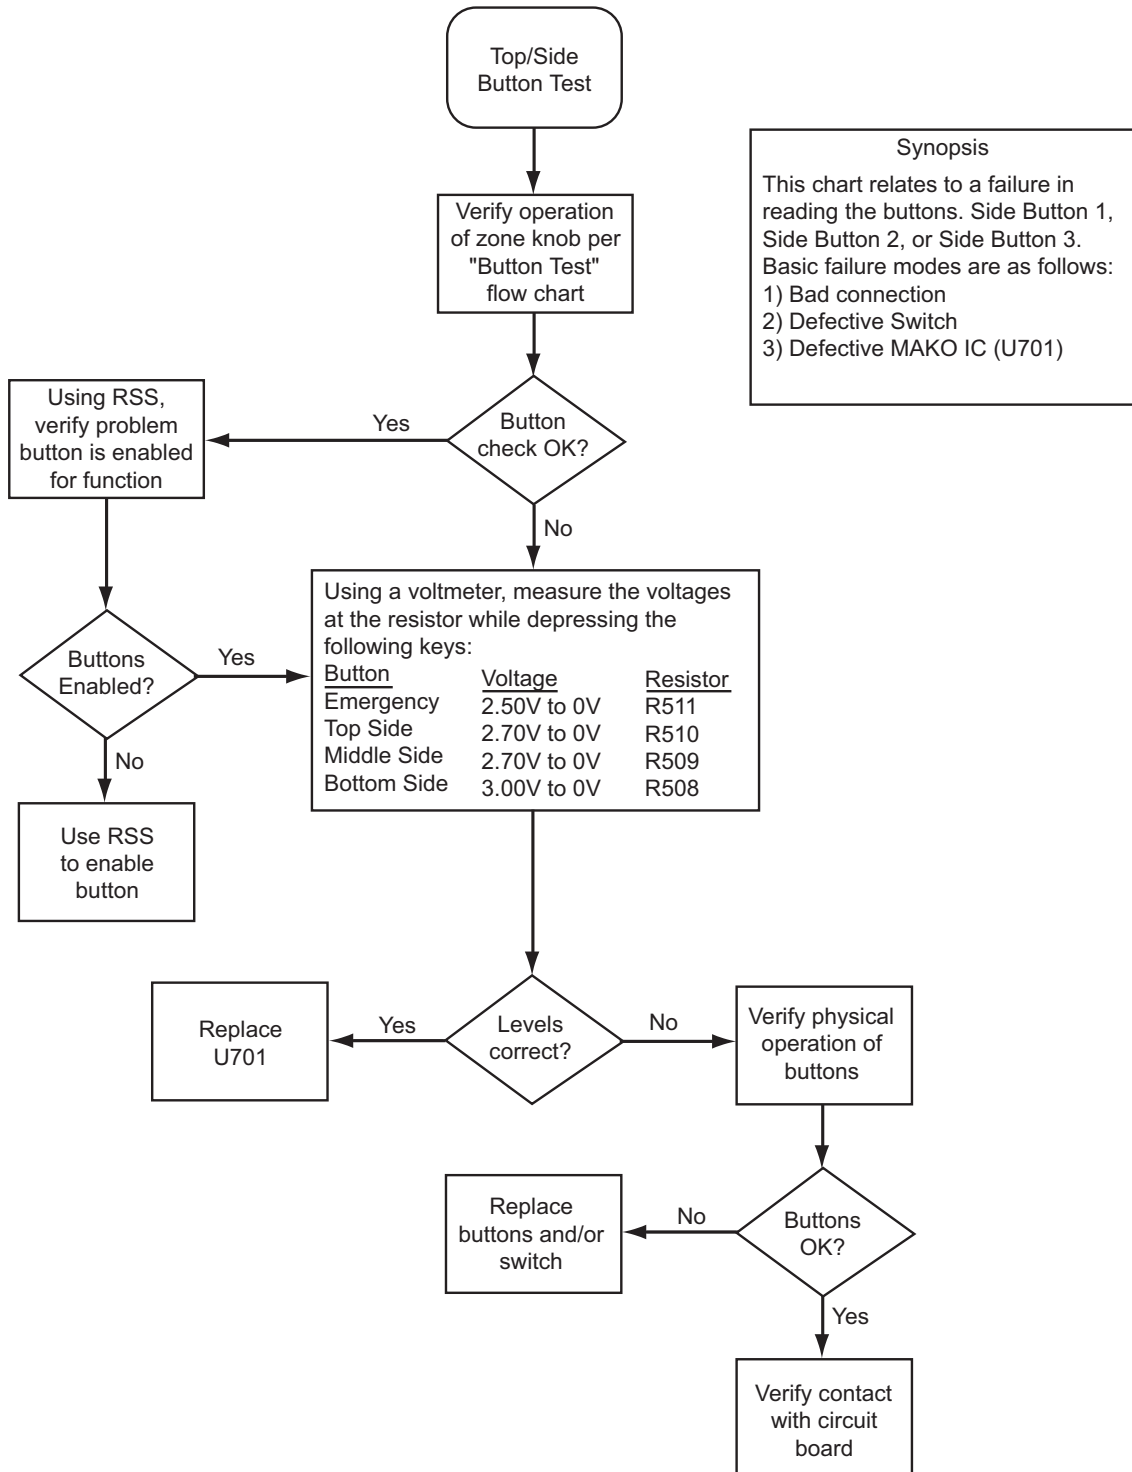 Top/Side
Button Test
Verify operation
of zone knob per
"Button Test"
flow chart
Synopsis
This chart relates to a failure in
reading the buttons. Side Button 1,
Side Button 2, or Side Button 3.
Basic failure modes are as follows:
1) Bad connection
2) Defective Switch
3) Defective MAKO IC (U701)
Button
check OK?
Yes
No
Using RSS,
verify problem
button is enabled
for function
Buttons
Enabled?
Yes
No
Use RSS
to enable
button
Using a voltmeter, measure the voltages
at the resistor while depressing the
following keys:
Button Voltage Resistor
Emergency 2.50V to 0V R511
Top Side 2.70V to 0V R510
Middle Side 2.70V to 0V R509
Bottom Side 3.00V to 0V R508
Levels
correct?
Yes
No
Replace
U701
Verify physical
operation of
buttons
Buttons
OK?
No
Yes
Replace
buttons and/or
switch
Verify contact
with circuit
board